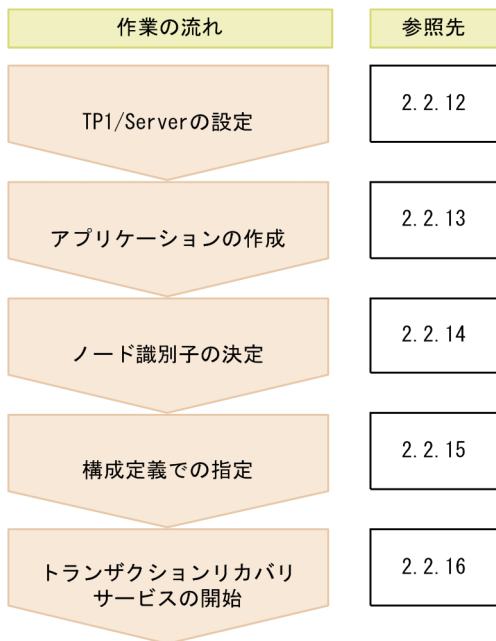 作業の流れ
参照先
TP1/Serverの設定
2.2.12
アプリケーションの作成
2.2.13
ノード識別子の決定
2.2.14
構成定義での指定
2.2.15
トランザクションリカバリ
サービスの開始
2.2.16